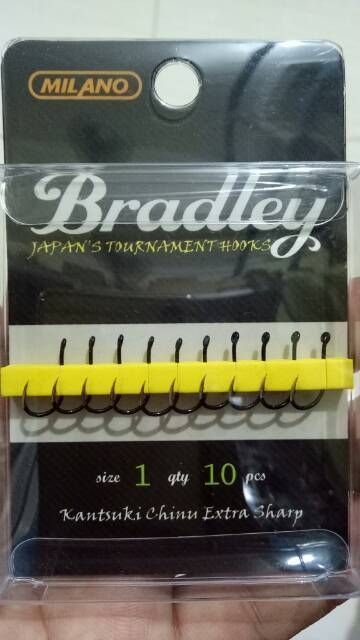 MILANO
Bradley
JAPAN'S TOURNAMENT HOOKS
size 1 qty 10 pcs
Kantsuki Chinu Extra Sharp